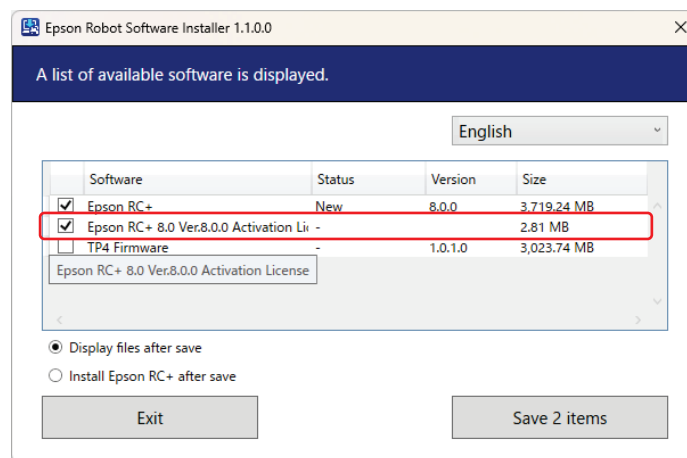 Epson Robot Software Installer 1.1.0.0
A list of available software is displayed.
English
Software Status Version Size
Epson RC+ New 8.0.0 3,719.24 MB
Epson RC+ 8.0 Ver.8.0.0 Activation Lic - 2.81 MB
TP4 Firmware - 1.0.1.0 3,023.74 MB
Epson RC+ 8.0 Ver.8.0.0 Activation License
Display files after save
Install Epson RC+ after save
Exit Save 2 items